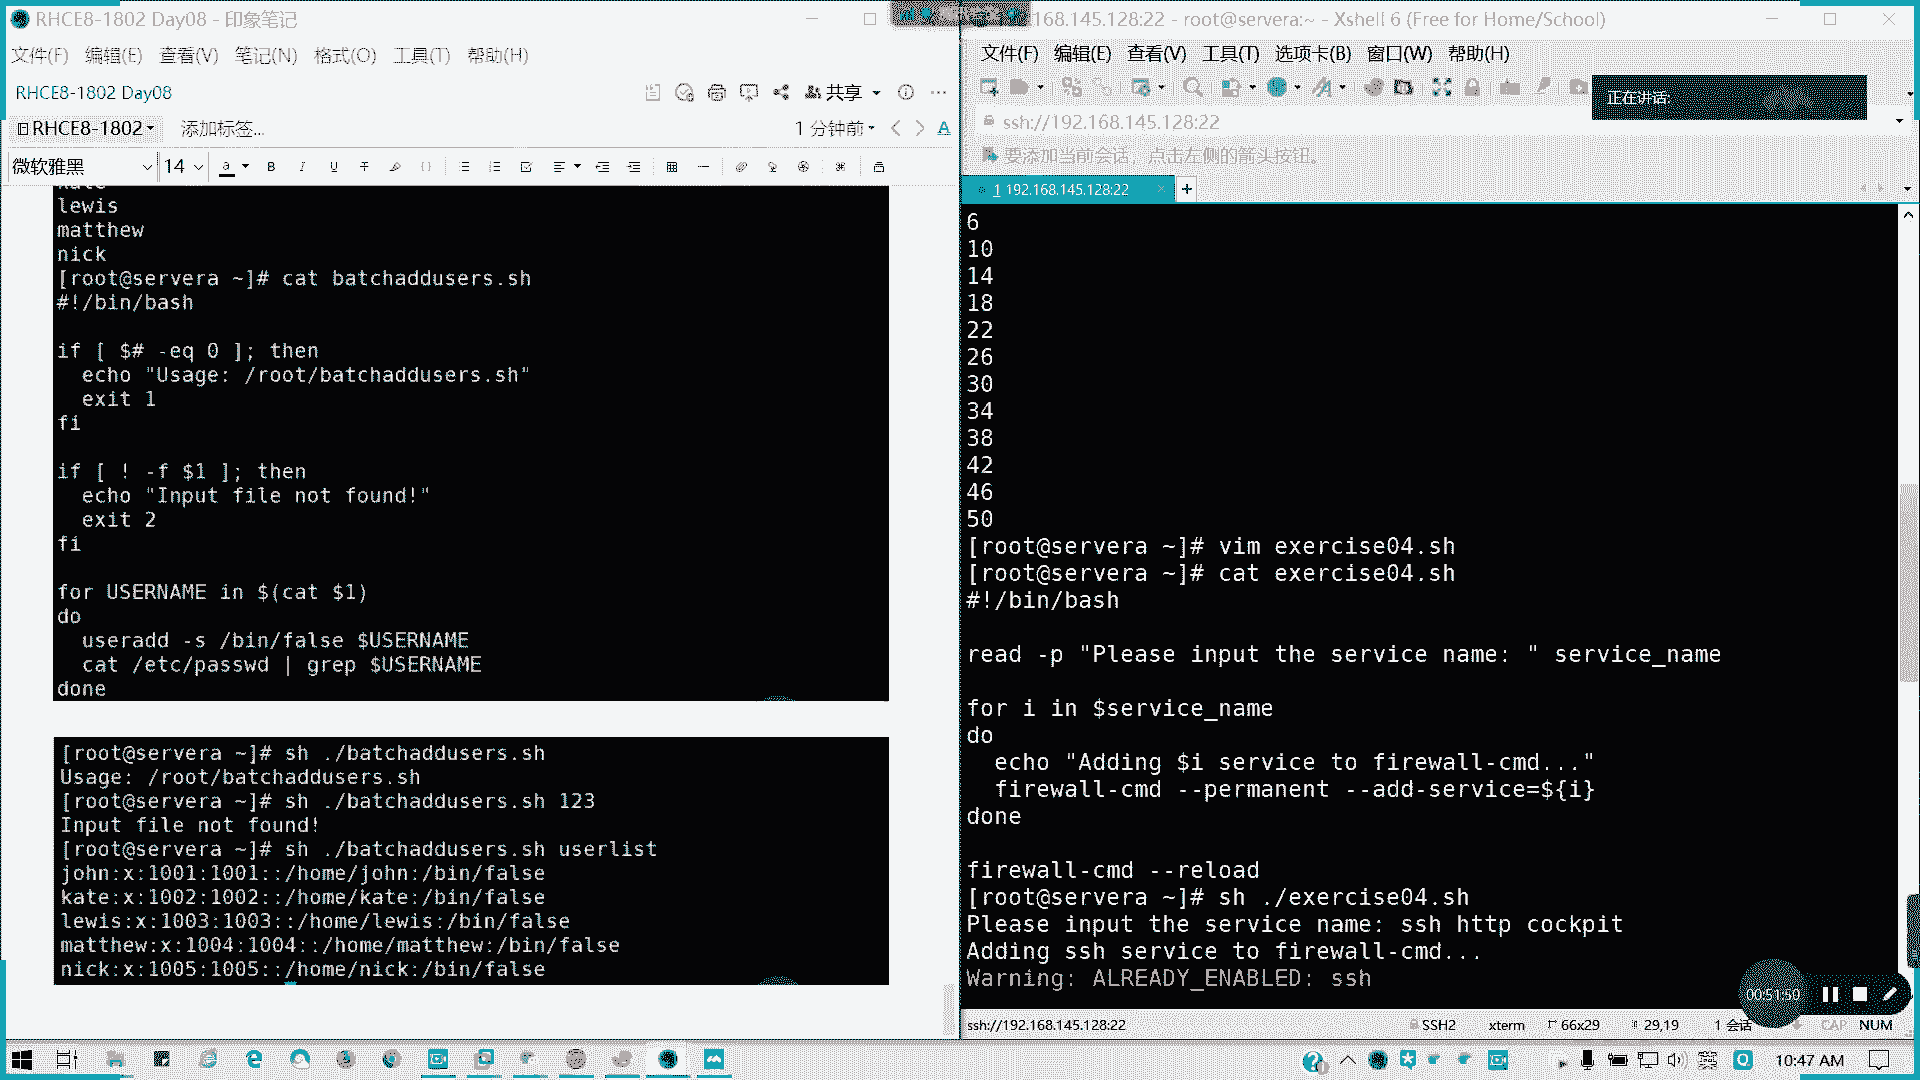 RHCE8-1802 Day08 - 印象笔记
文件(F) 编辑(E) 查看(V) 笔记(N) 格式(O) 工具(T) 帮助(H)
RHCE8-1802 Day08
共享
RHCE8-1802
添加标签...
1 分钟前
微软雅黑 14
lewis
matthew
nick
[root@servera ~]# cat batchaddusers.sh
#!/bin/bash
if [ $# -eq 0 ]; then
echo "Usage: /root/batchaddusers.sh"
exit 1
fi
if [ ! -f $1 ]; then
echo "Input file not found!"
exit 2
fi
for USERNAME in $(cat $1)
do
useradd -s /bin/false $USERNAME
cat /etc/passwd | grep $USERNAME
done
[root@servera ~]# sh ./batchaddusers.sh
Usage: /root/batchaddusers.sh
[root@servera ~]# sh ./batchaddusers.sh 123
Input file not found!
[root@servera ~]# sh ./batchaddusers.sh userlist
john:x:1001:1001::/home/john:/bin/false
kate:x:1002:1002::/home/kate:/bin/false
lewis:x:1003:1003::/home/lewis:/bin/false
matthew:x:1004:1004::/home/matthew:/bin/false
nick:x:1005:1005::/home/nick:/bin/false
168.145.128:22 - root@servera:~ - Xshell 6 (Free for Home/School)
文件(F) 编辑(E) 查看(V) 工具(T) 选项卡(B) 窗口(W) 帮助(H)
正在讲话:
ssh://192.168.145.128:22
要添加当前会话，点击左侧的箭头按钮。
1 192.168.145.128:22
6
10
14
18
22
26
30
34
38
42
46
50
[root@servera ~]# vim exercise04.sh
[root@servera ~]# cat exercise04.sh
#!/bin/bash
read -p "Please input the service name: " service_name
for i in $service_name
do
echo "Adding $i service to firewall-cmd..."
firewall-cmd --permanent --add-service=${i}
done
firewall-cmd --reload
[root@servera ~]# sh ./exercise04.sh
Please input the service name: ssh http cockpit
Adding ssh service to firewall-cmd...
Warning: ALREADY_ENABLED: ssh
00:51:50
ssh://192.168.145.128:22 SSH2 xterm 66x29 29,19 1 会话 CAP NUM
英
10:47 AM